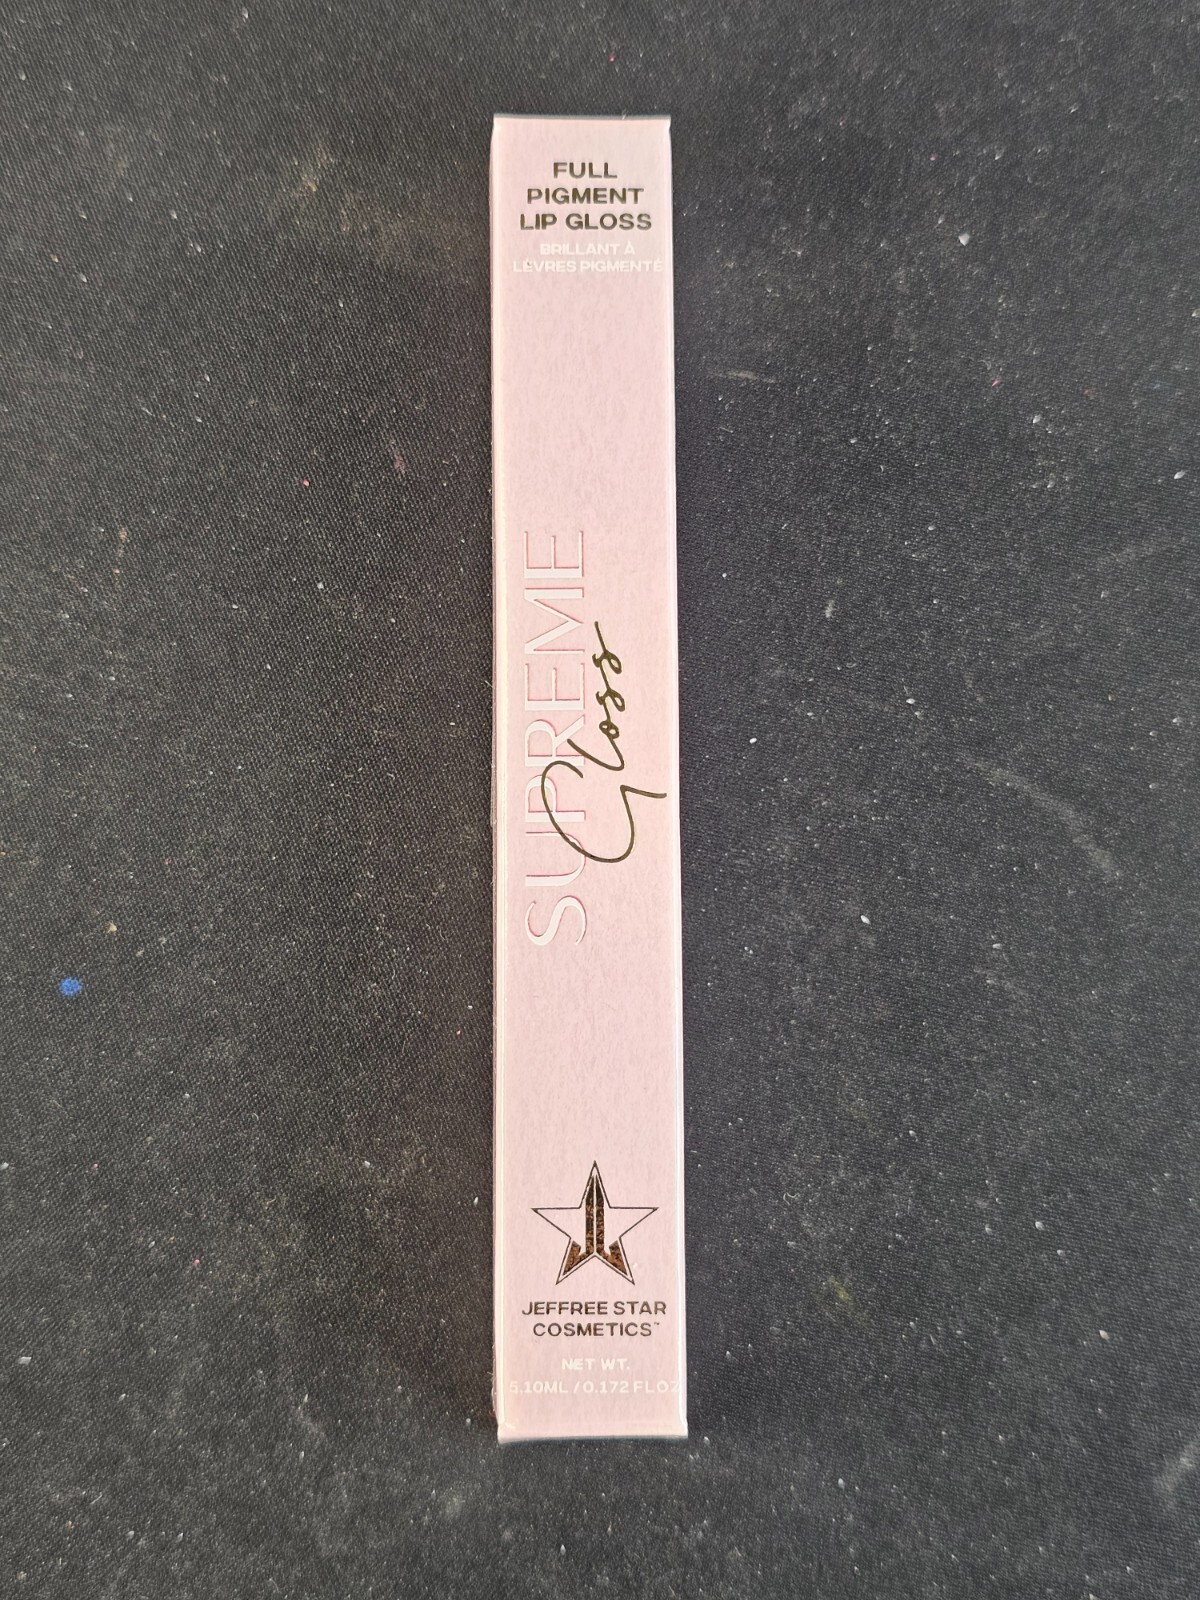 FULL
PIGMENT
LIP GLOSS
BRILLANT À
LÈVRES PIGMENTÉ
SUPREME
Gloss
JEFFREE STAR
COSMETICS™
NET WT.
5.10ML / 0.172 FL OZ